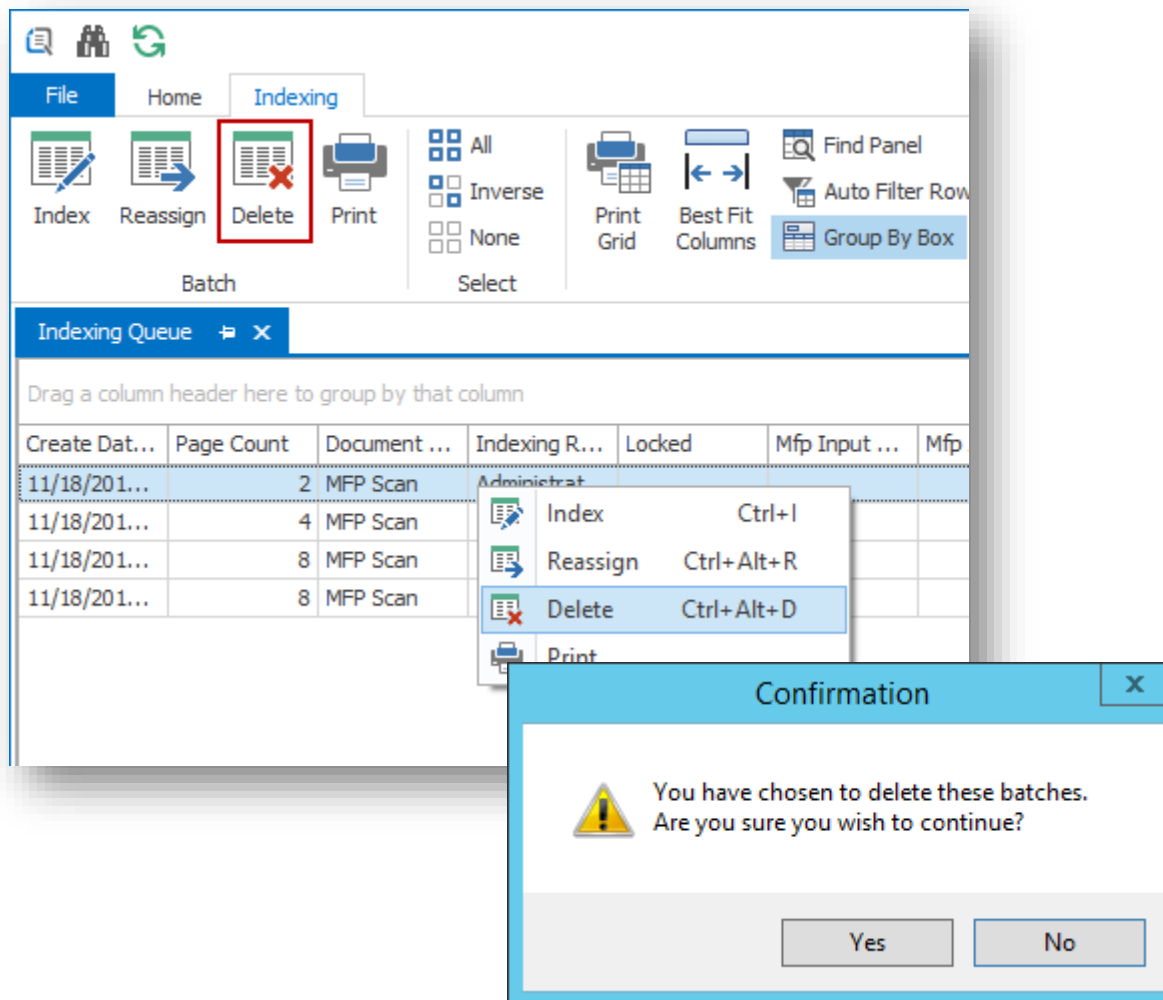 File Home Indexing
Index Reassign Delete Print
All
Inverse
None
Print Grid
Best Fit Columns
Find Panel
Auto Filter Row
Group By Box
Batch Select
Indexing Queue
Drag a column header here to group by that column
Create Dat... Page Count Document ... Indexing R... Locked Mfp Input ... Mfp
11/18/201... 2 MFP Scan Administrat
11/18/201... 4 MFP Scan
11/18/201... 8 MFP Scan
11/18/201... 8 MFP Scan
Index Ctrl+I
Reassign Ctrl+Alt+R
Delete Ctrl+Alt+D
Print
Confirmation
x
You have chosen to delete these batches.
Are you sure you wish to continue?
Yes No